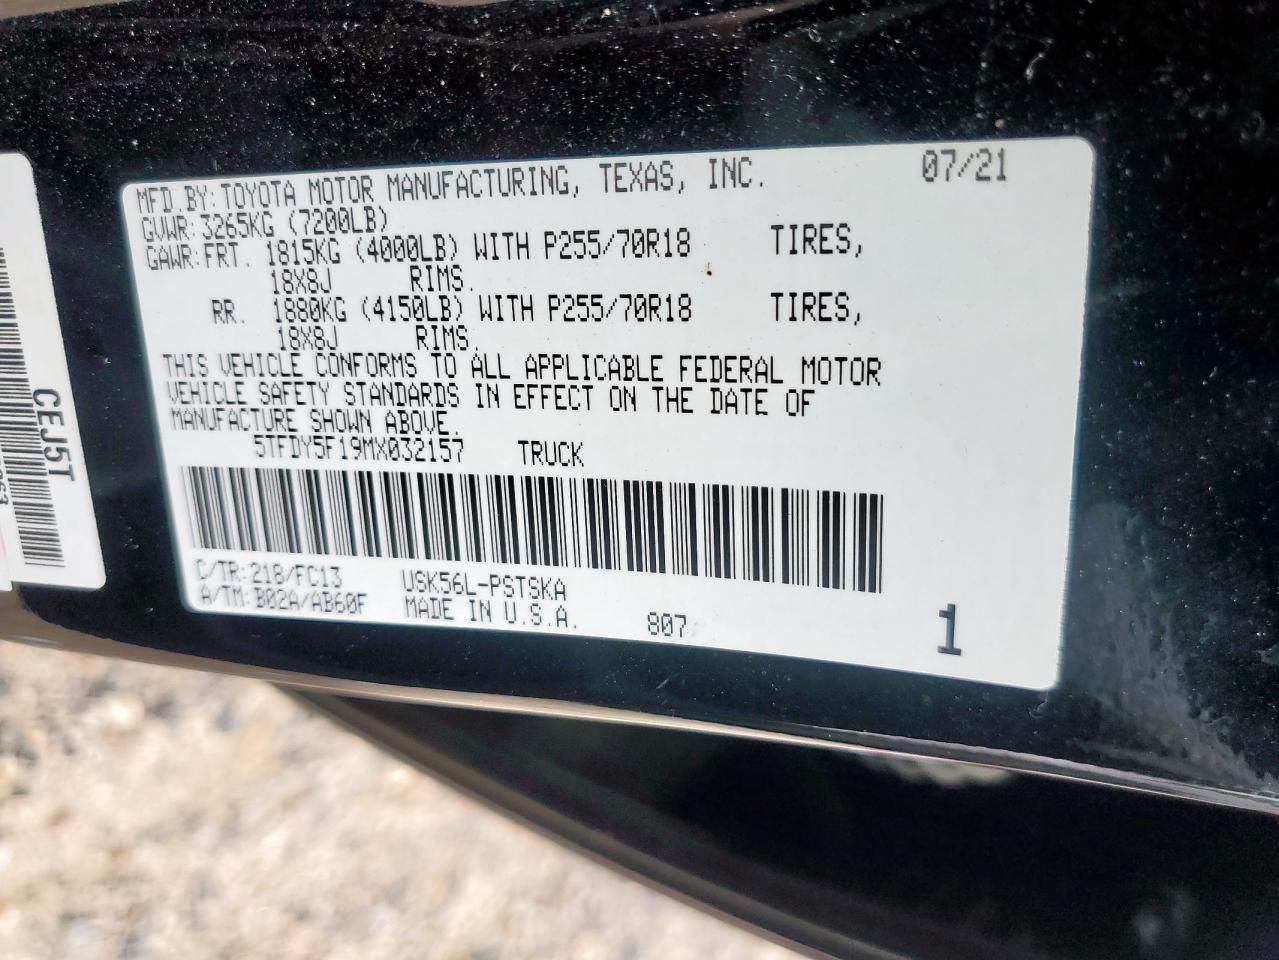 MFD.BY:TOYOTA MOTOR MANUFACTURING, TEXAS, INC. 07/21
GVWR:3265KG (7200LB)
GAWR:FRT. 1815KG (4000LB) WITH P255/70R18 TIRES,
18X8J RIMS.
RR. 1880KG (4150LB) WITH P255/70R18 TIRES,
18X8J RIMS.
THIS VEHICLE CONFORMS TO ALL APPLICABLE FEDERAL MOTOR
VEHICLE SAFETY STANDARDS IN EFFECT ON THE DATE OF
MANUFACTURE SHOWN ABOVE.
5TFDY5F19MX032157 TRUCK
C/TR:218/FC13 USK56L-PSTSKA
A/TM:B02A/AB60F MADE IN U.S.A. 807 1
CEJ5T